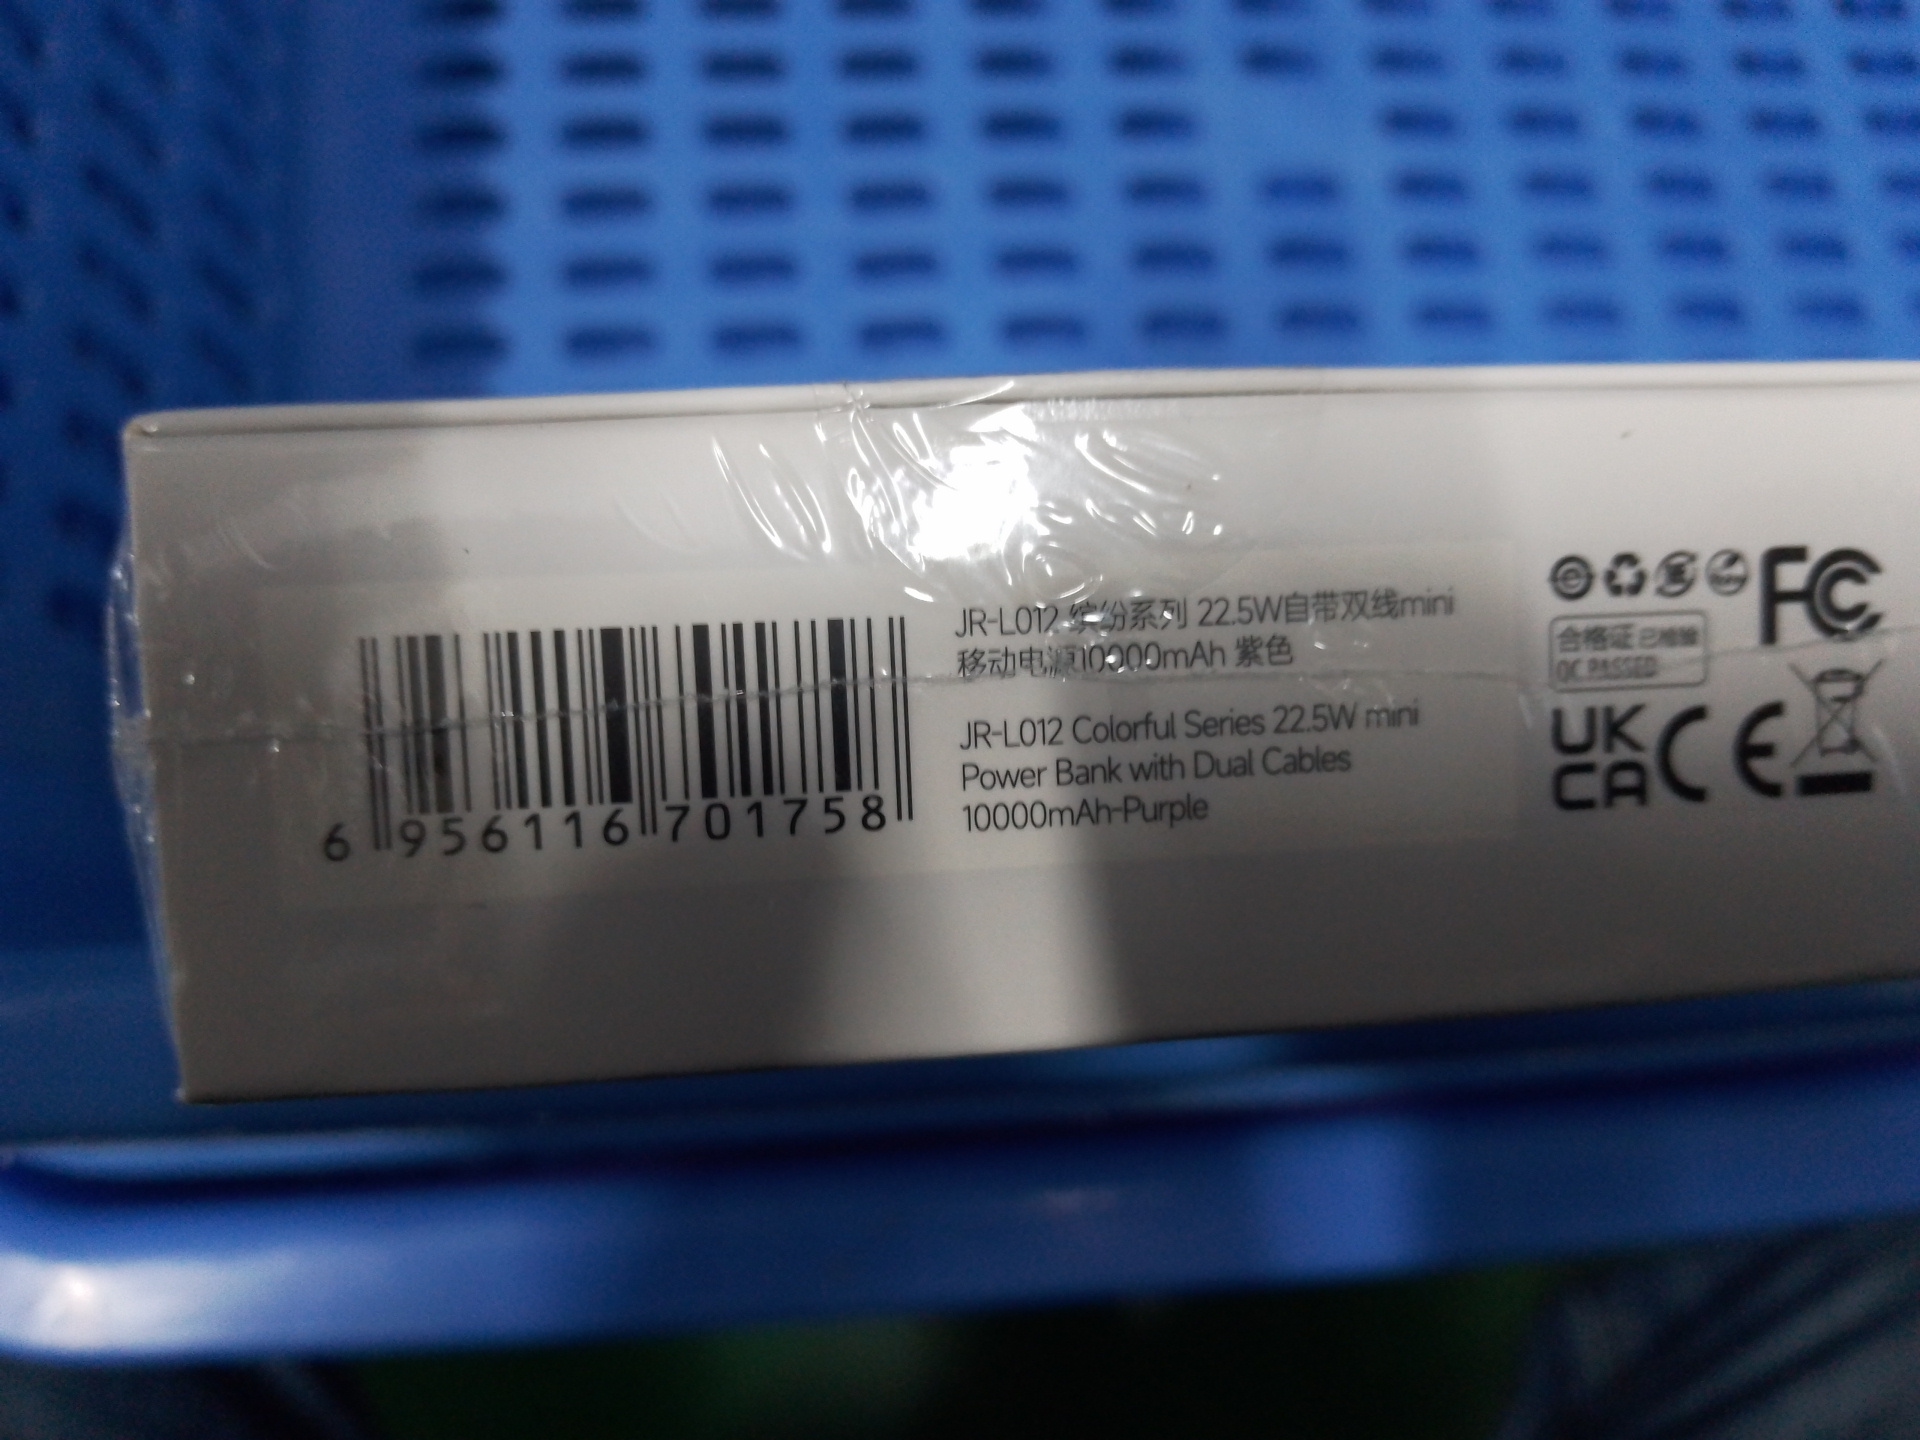 JR-L012 缤纷系列 22.5W自带双线mini
移动电源10000mAh 紫色
JR-L012 Colorful Series 22.5W mini
Power Bank with Dual Cables
10000mAh-Purple
6 956116 701758
FC
合格证 已检验
QC PASSED
UK
CA
CE